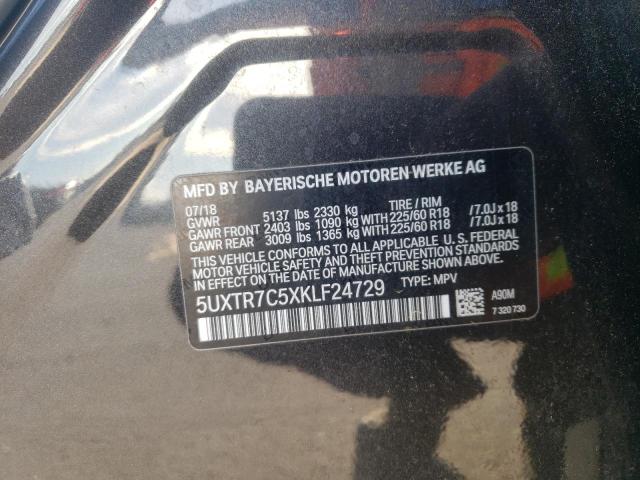 MFD BY BAYERISCHE MOTOREN WERKE AG
07/18 TIRE / RIM
GVWR 5137 lbs 2330 kg
GAWR FRONT 2403 lbs 1090 kg WITH 225/60 R18 /7.0J x 18
GAWR REAR 3009 lbs 1365 kg WITH 225/60 R18 /7.0J x 18
THIS VEHICLE CONFORMS TO ALL APPLICABLE U. S. FEDERAL
MOTOR VEHICLE SAFETY AND THEFT PREVENTION STANDARDS
IN EFFECT ON THE DATE OF MANUFACTURE SHOWN ABOVE.
5UXTR7C5XKLF24729 TYPE: MPV
A90M
7 320 730